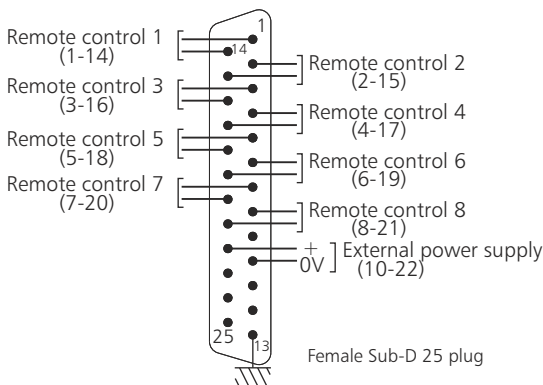 1
Remote control 1
(1-14)
14
Remote control 2
(2-15)
Remote control 3
(3-16)
Remote control 4
(4-17)
Remote control 5
(5-18)
Remote control 6
(6-19)
Remote control 7
(7-20)
Remote control 8
(8-21)
+
External power supply
0V
(10-22)
25
13
Female Sub-D 25 plug